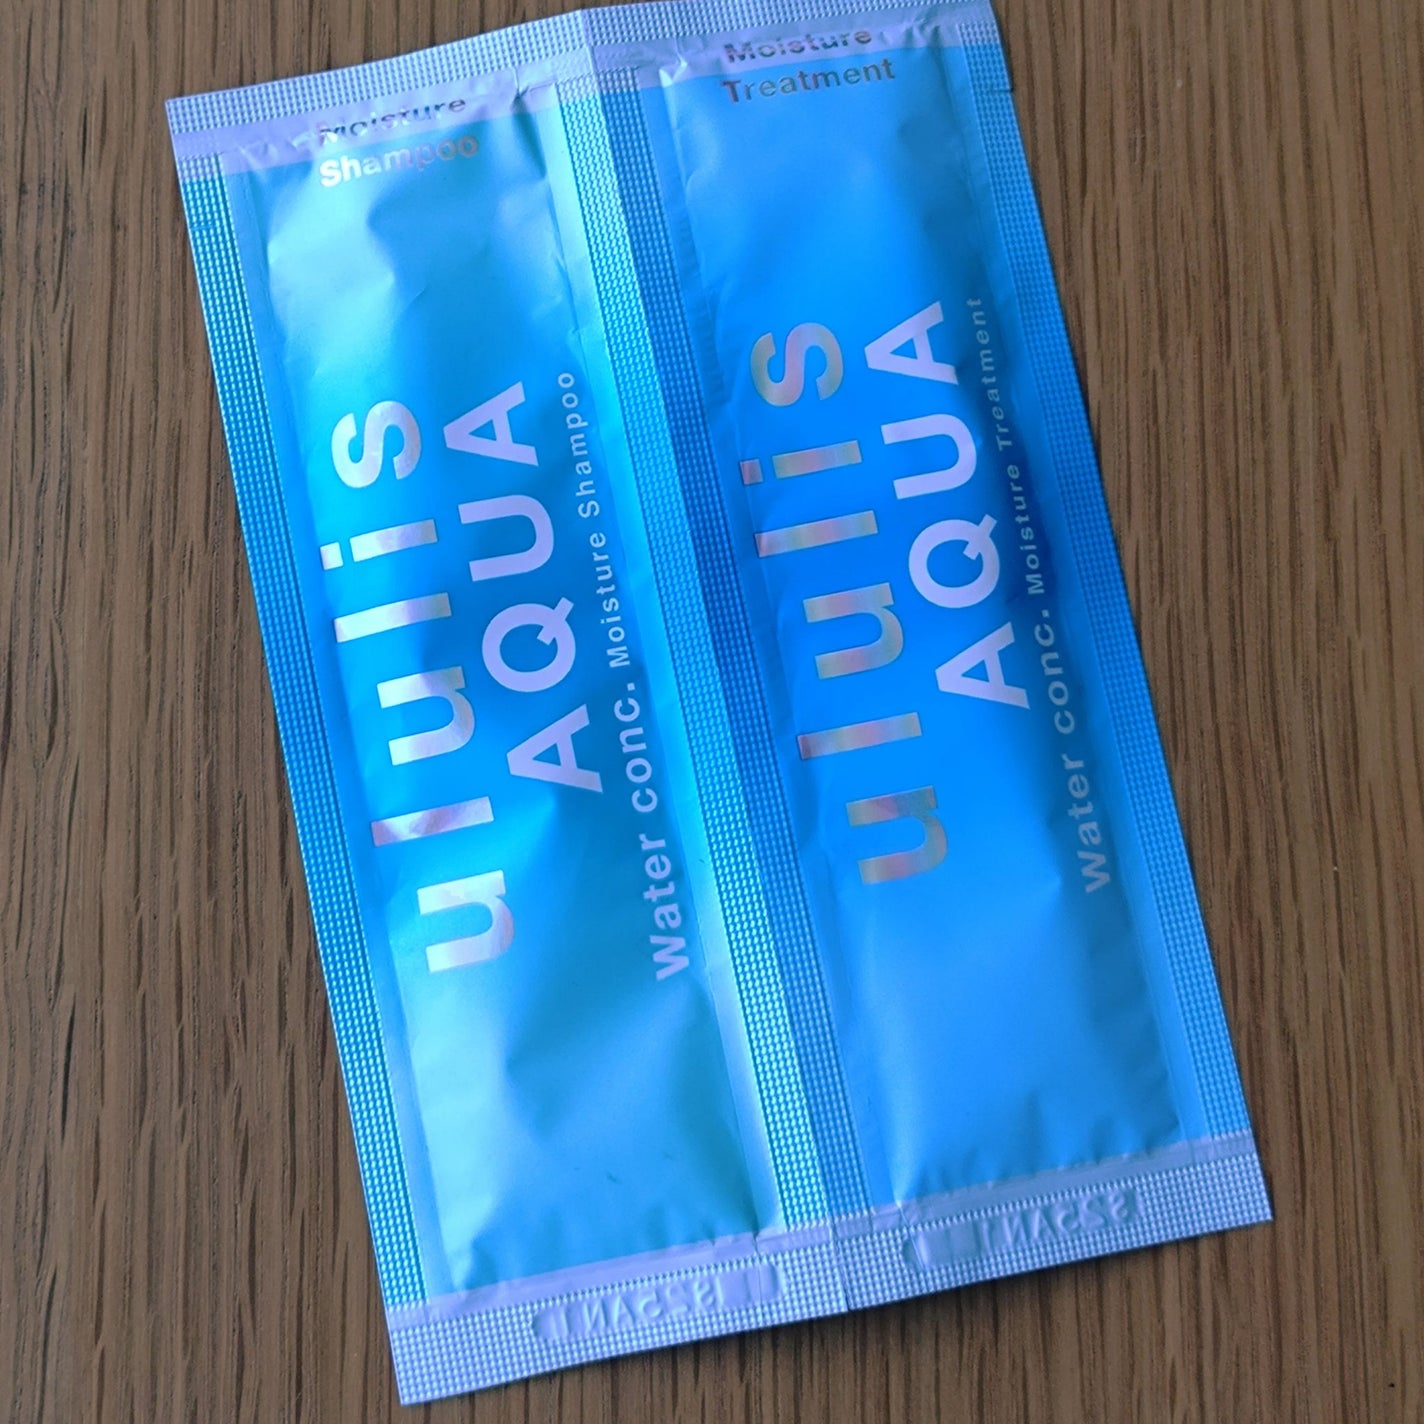 Moisture
Shampoo
ululis
AQUA
Water conc. Moisture Shampoo
Moisture
Treatment
ululis
AQUA
Water conc. Moisture Treatment